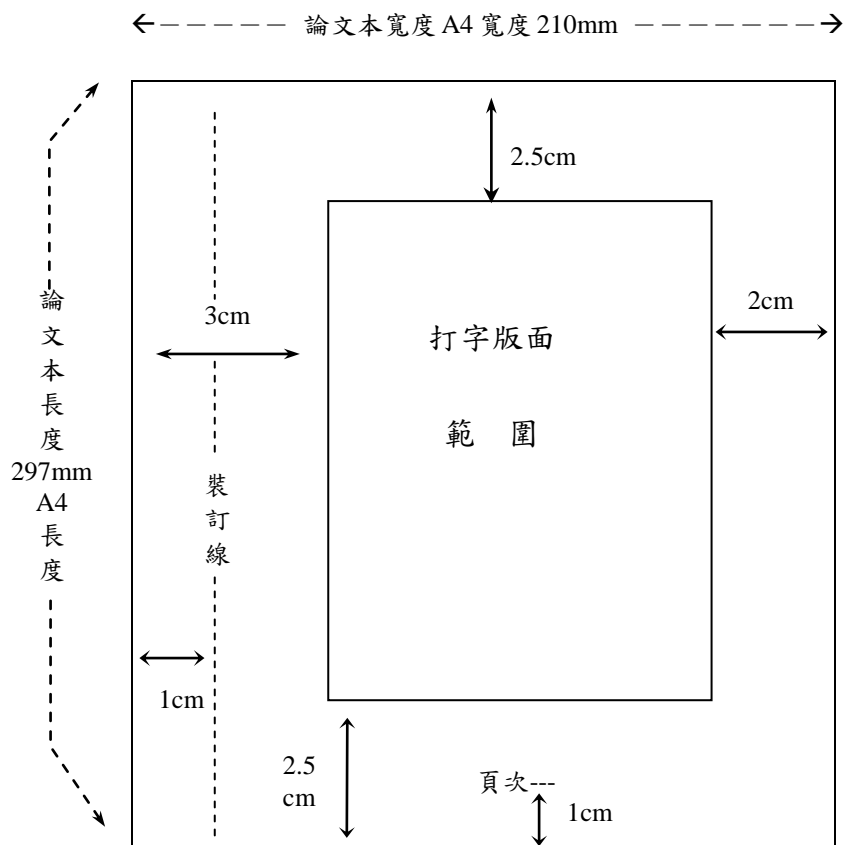 論文本寬度 A4 寬度 210mm
2.5cm
論文本長度
297mm
A4
長度
3cm
2cm
打字版面
範 圍
裝訂線
1cm
2.5
cm
頁次---
1cm